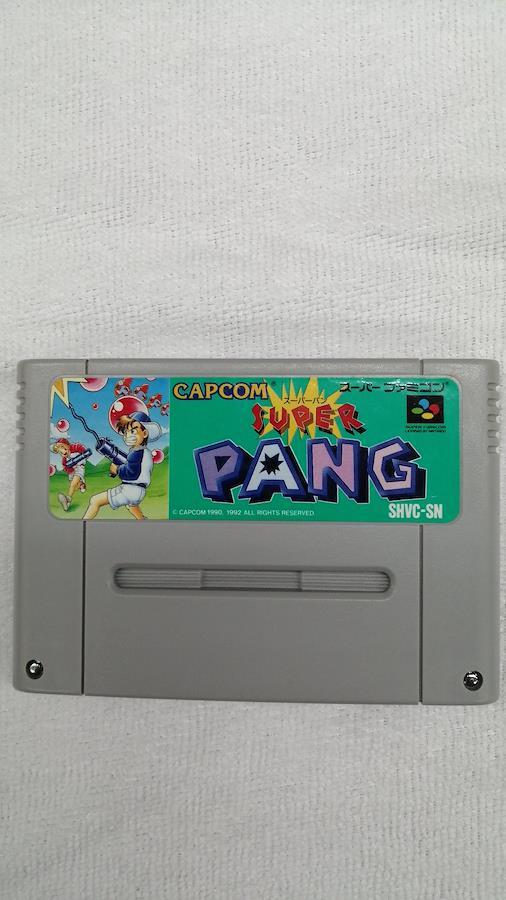 CAPCOM®
スーパー ファミコン®
スーパーパン
SUPER
PANG
SUPER FAMICOM
LICENSED BY NINTENDO
© CAPCOM 1990, 1992 ALL RIGHTS RESERVED.
SHVC-SN